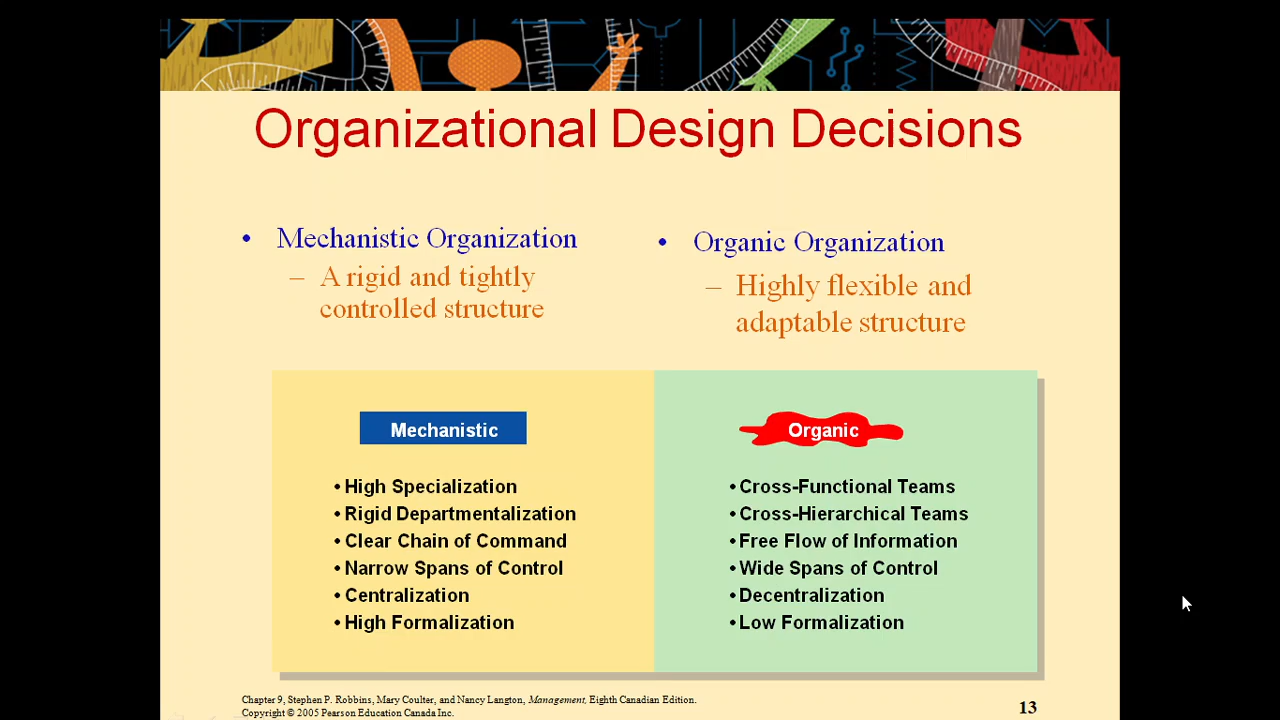 Organizational Design Decisions
• Mechanistic Organization
– A rigid and tightly
controlled structure
• Organic Organization
– Highly flexible and
adaptable structure
Mechanistic
•High Specialization
•Rigid Departmentalization
•Clear Chain of Command
•Narrow Spans of Control
•Centralization
•High Formalization
Organic
•Cross-Functional Teams
•Cross-Hierarchical Teams
•Free Flow of Information
•Wide Spans of Control
•Decentralization
•Low Formalization
Chapter 9, Stephen P. Robbins, Mary Coulter, and Nancy Langton, Management, Eighth Canadian Edition.
Copyright © 2005 Pearson Education Canada Inc.
13